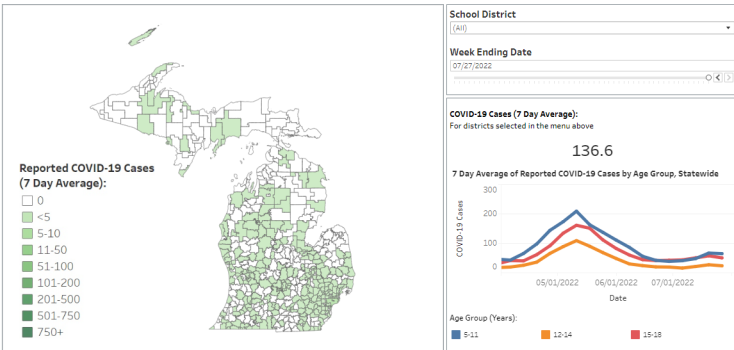 Reported COVID-19 Cases
(7 Day Average):
0
<5
5-10
11-50
51-100
101-200
201-500
501-750
750+
School District
(All)
Week Ending Date
07/27/2022
COVID-19 Cases (7 Day Average):
For districts selected in the menu above
136.6
7 Day Average of Reported COVID-19 Cases by Age Group, Statewide
COVID-19 Cases
300
200
100
0
05/01/2022 06/01/2022 07/01/2022
Date
Age Group (Years):
5-11 12-14 15-18